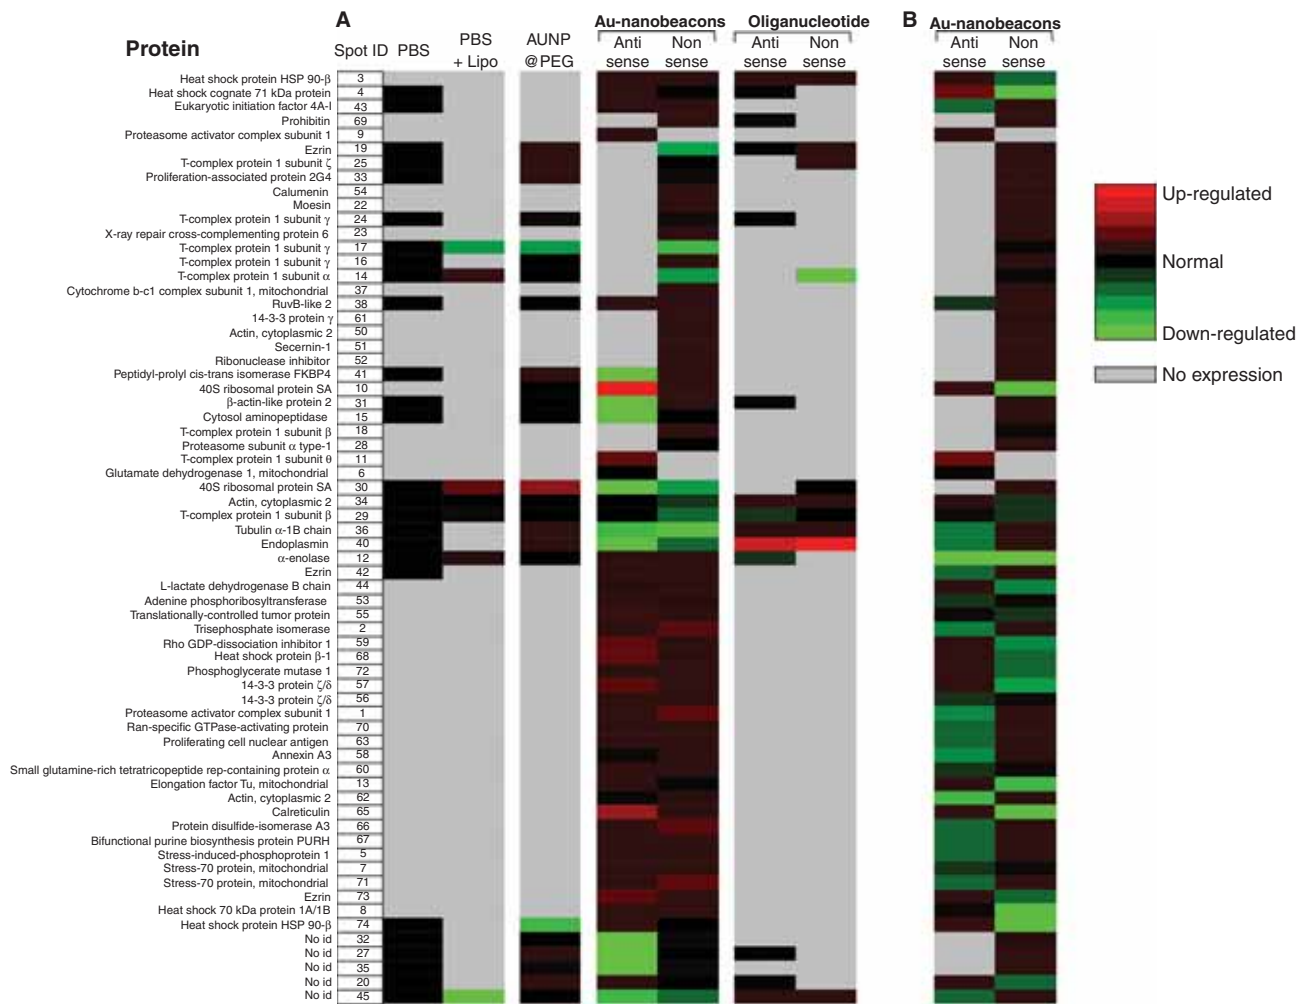 A
B
Au-nanobeacons
Oliganucleotide
Au-nanobeacons
Protein
Spot ID
PBS
PBS + Lipo
AUNP @PEG
Anti sense
Non sense
Anti sense
Non sense
Anti sense
Non sense
Heat shock protein HSP 90-β 3
Heat shock cognate 71 kDa protein 4
Eukaryotic initiation factor 4A-I 43
Prohibitin 69
Proteasome activator complex subunit 1 9
Ezrin 19
T-complex protein 1 subunit ζ 25
Proliferation-associated protein 2G4 33
Calumenin 54
Moesin 22
T-complex protein 1 subunit γ 24
X-ray repair cross-complementing protein 6 23
T-complex protein 1 subunit γ 17
T-complex protein 1 subunit γ 16
T-complex protein 1 subunit α 14
Cytochrome b-c1 complex subunit 1, mitochondrial 37
RuvB-like 2 38
14-3-3 protein γ 61
Actin, cytoplasmic 2 50
Secernin-1 51
Ribonuclease inhibitor 52
Peptidyl-prolyl cis-trans isomerase FKBP4 41
40S ribosomal protein SA 10
β-actin-like protein 2 31
Cytosol aminopeptidase 15
T-complex protein 1 subunit β 18
Proteasome subunit α type-1 28
T-complex protein 1 subunit θ 11
Glutamate dehydrogenase 1, mitochondrial 6
40S ribosomal protein SA 30
Actin, cytoplasmic 2 34
T-complex protein 1 subunit β 29
Tubulin α-1B chain 36
Endoplasmin 40
α-enolase 12
Ezrin 42
L-lactate dehydrogenase B chain 44
Adenine phosphoribosyltransferase 53
Translationally-controlled tumor protein 55
Trisephosphate isomerase 2
Rho GDP-dissociation inhibitor 1 59
Heat shock protein β-1 68
Phosphoglycerate mutase 1 72
14-3-3 protein ζ/δ 57
14-3-3 protein ζ/δ 56
Proteasome activator complex subunit 1 1
Ran-specific GTPase-activating protein 70
Proliferating cell nuclear antigen 63
Annexin A3 58
Small glutamine-rich tetratricopeptide rep-containing protein α 60
Elongation factor Tu, mitochondrial 13
Actin, cytoplasmic 2 62
Calreticulin 65
Protein disulfide-isomerase A3 66
Bifunctional purine biosynthesis protein PURH 67
Stress-induced-phosphoprotein 1 5
Stress-70 protein, mitochondrial 7
Stress-70 protein, mitochondrial 71
Ezrin 73
Heat shock 70 kDa protein 1A/1B 8
Heat shock protein HSP 90-β 74
No id 32
No id 27
No id 35
No id 20
No id 45
Up-regulated
Normal
Down-regulated
No expression